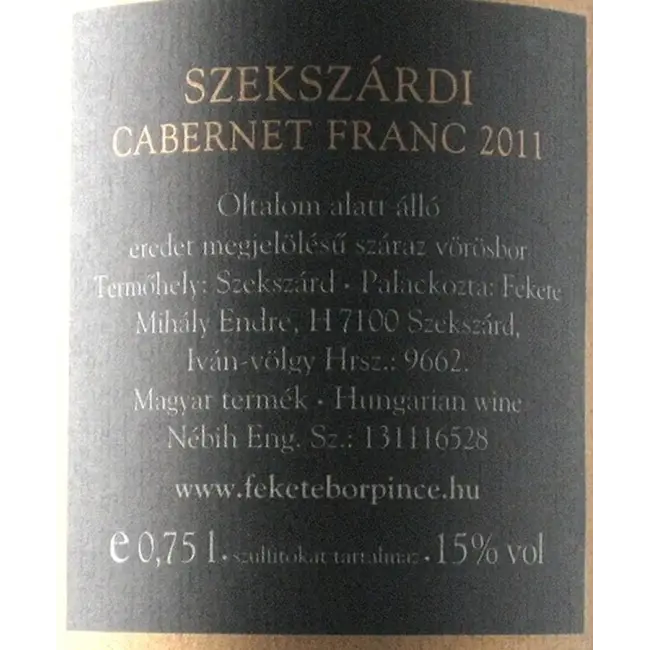 SZEKSZÁRDI
CABERNET FRANC 2011
Oltalom alatt álló
eredet megjelölésű száraz vörösbor
Termőhely: Szekszárd • Palackozta: Fekete
Mihály Endre, H 7100 Szekszárd,
Iván-völgy Hrsz.: 9662.
Magyar termék • Hungarian wine
Nébih Eng. Sz.: 131116528
www.feketeborpince.hu
e 0,75 l • szulfitokat tartalmaz • 15% vol